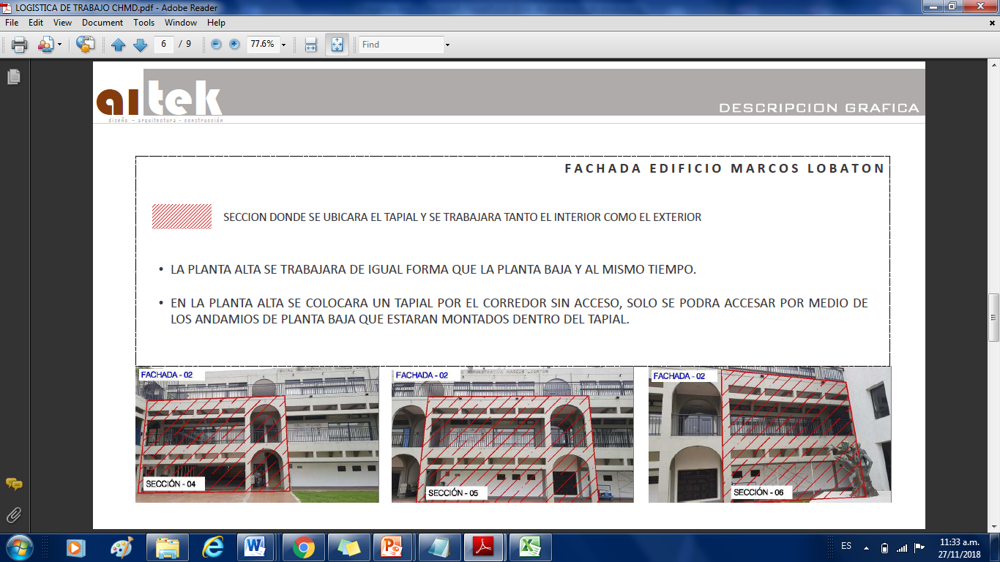 LOGISTICA DE TRABAJO CHMD.pdf - Adobe Reader
File Edit View Document Tools Window Help
6 / 9 77.6% Find
aitek
diseño - arquitectura - construcción
DESCRIPCION GRAFICA
FACHADA EDIFICIO MARCOS LOBATON
SECCION DONDE SE UBICARA EL TAPIAL Y SE TRABAJARA TANTO EL INTERIOR COMO EL EXTERIOR
• LA PLANTA ALTA SE TRABAJARA DE IGUAL FORMA QUE LA PLANTA BAJA Y AL MISMO TIEMPO.
• EN LA PLANTA ALTA SE COLOCARA UN TAPIAL POR EL CORREDOR SIN ACCESO, SOLO SE PODRA ACCESAR POR MEDIO DE
LOS ANDAMIOS DE PLANTA BAJA QUE ESTARAN MONTADOS DENTRO DEL TAPIAL.
FACHADA - 02
MARCOS LOBATON
SECCIÓN - 04
FACHADA - 02
MARCOS LOBATON
SECCIÓN - 05
FACHADA - 02
SECCIÓN - 06
ES
11:33 a.m.
27/11/2018